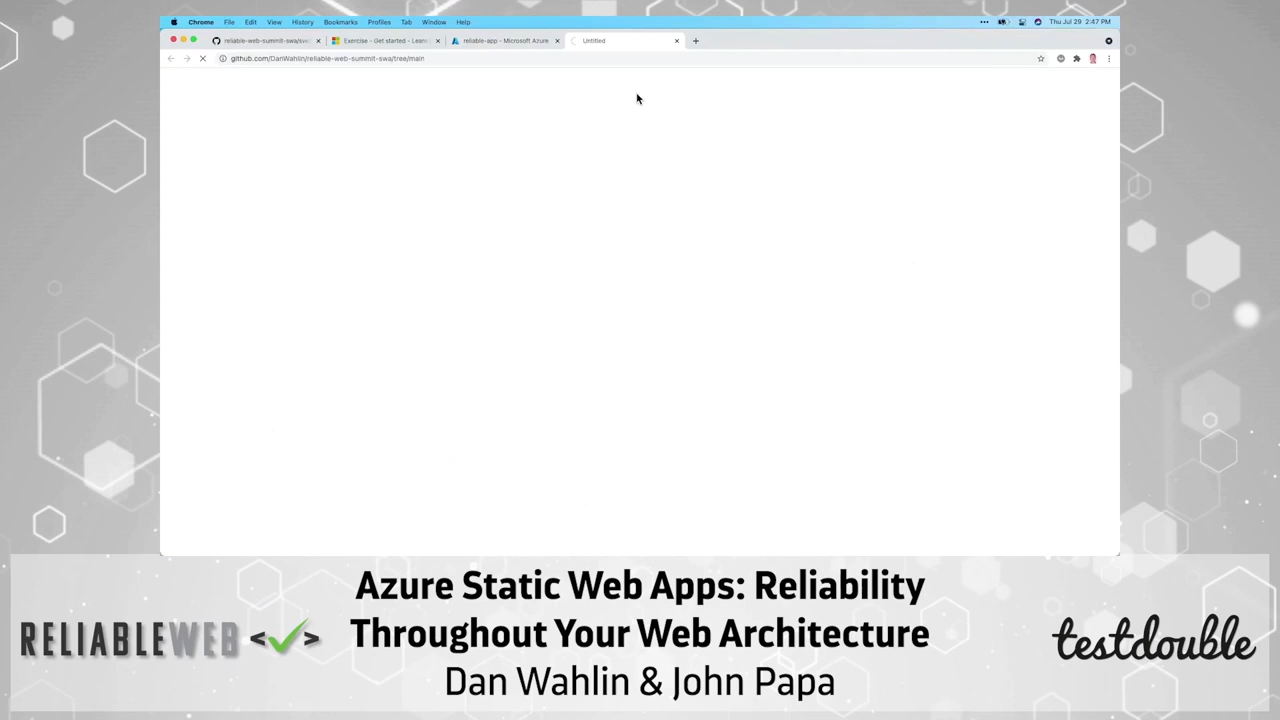 Chrome File Edit View History Bookmarks Profiles Tab Window Help
Thu Jul 29 2:47 PM
reliable-web-summit-swa/swe
Exercise - Get started - Learn
reliable-app - Microsoft Azure
Untitled
github.com/DanWahlin/reliable-web-summit-swa/tree/main
Azure Static Web Apps: Reliability
Throughout Your Web Architecture
Dan Wahlin & John Papa
RELIABLEWEB <✓>
testdouble